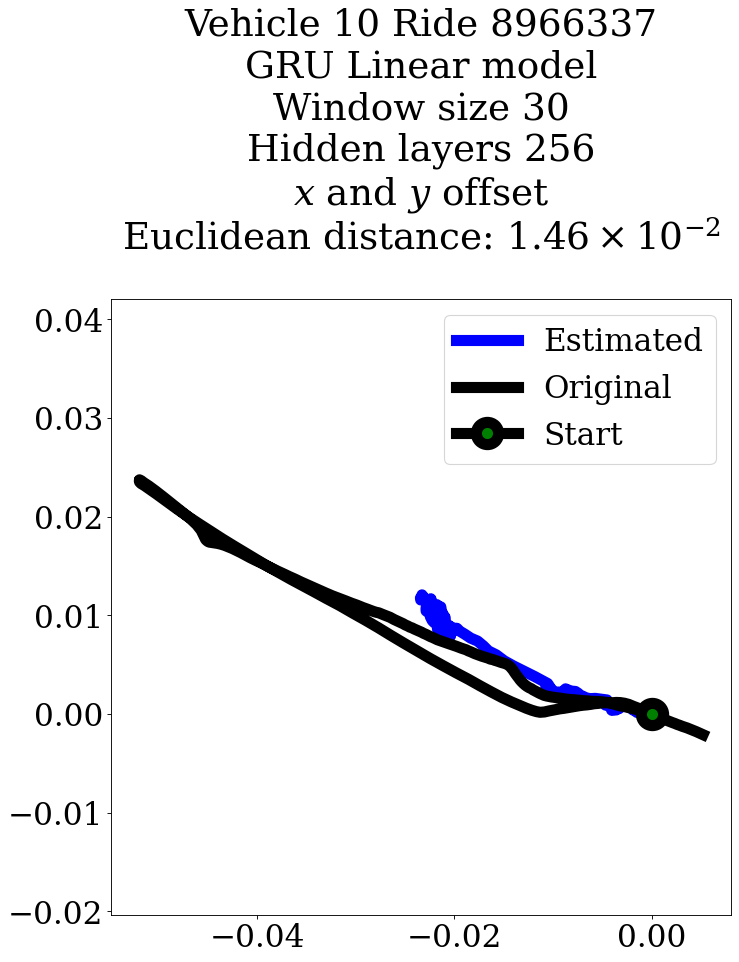 Vehicle 10 Ride 8966337
GRU Linear model
Window size 30
Hidden layers 256
x and y offset
Euclidean distance: 1.46 × 10⁻²
Estimated
Original
Start
0.04
0.03
0.02
0.01
0.00
−0.01
−0.02
−0.04
−0.02
0.00